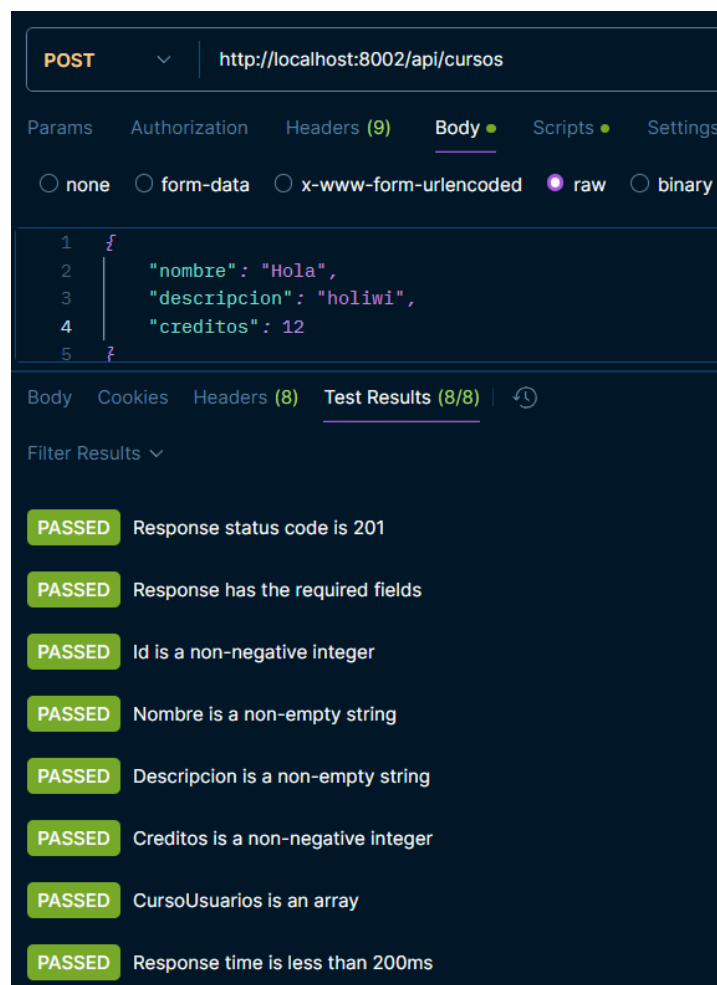 POST http://localhost:8002/api/cursos
Params Authorization Headers (9) Body Scripts Settings
none form-data x-www-form-urlencoded raw binary
1 {
2 "nombre": "Hola",
3 "descripcion": "holiwi",
4 "creditos": 12
5 }
Body Cookies Headers (8) Test Results (8/8)
Filter Results
PASSED Response status code is 201
PASSED Response has the required fields
PASSED Id is a non-negative integer
PASSED Nombre is a non-empty string
PASSED Descripcion is a non-empty string
PASSED Creditos is a non-negative integer
PASSED CursoUsuarios is an array
PASSED Response time is less than 200ms